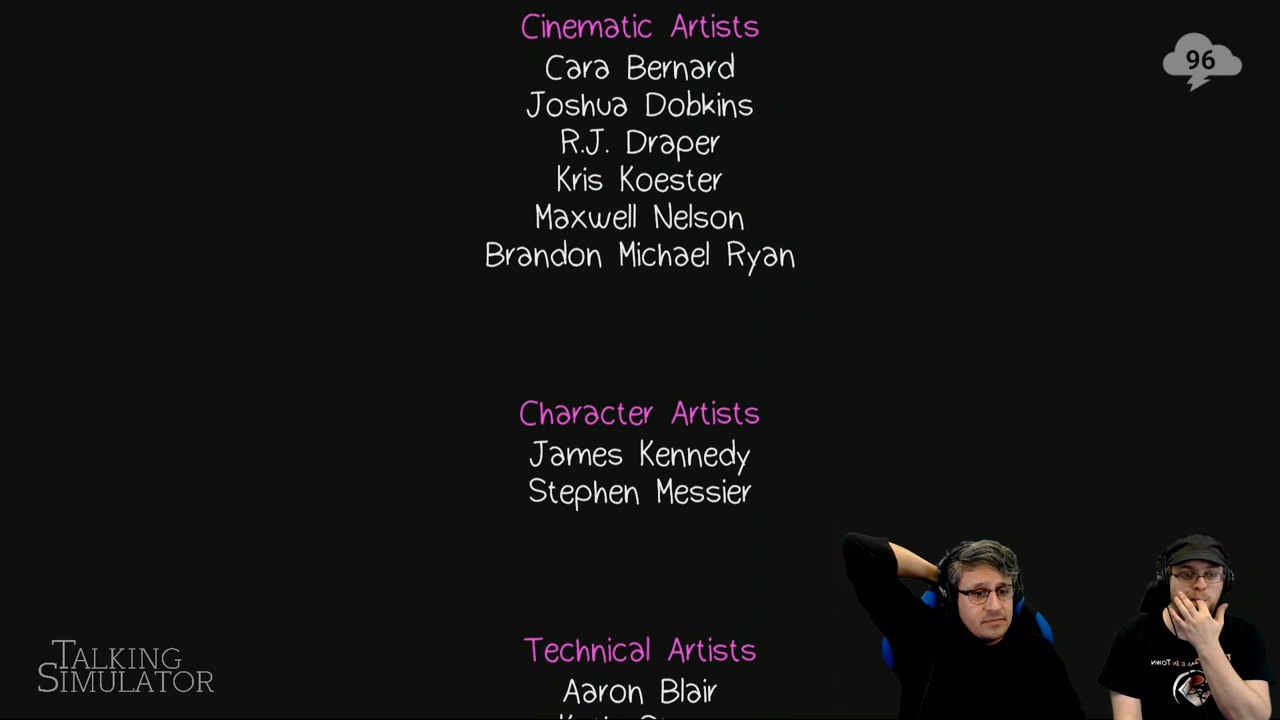 Cinematic Artists
96
Cara Bernard
Joshua Dobkins
R.J. Draper
Kris Koester
Maxwell Nelson
Brandon Michael Ryan
Character Artists
James Kennedy
Stephen Messier
Technical Artists
Aaron Blair
TALKING
SIMULATOR